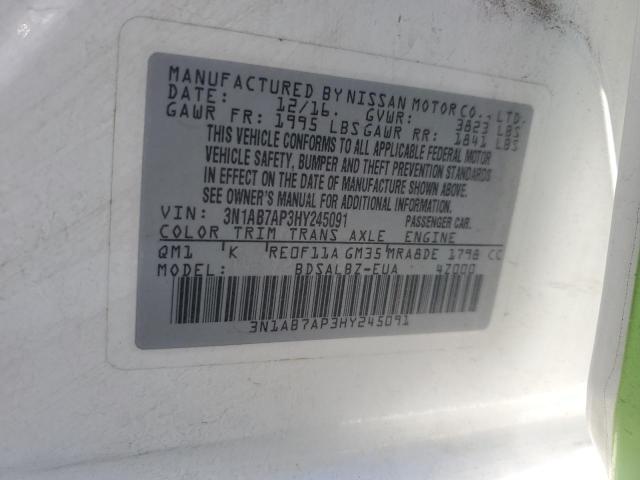 MANUFACTURED BY NISSAN MOTOR CO., LTD.
DATE: 12/16 GVWR: 3823 LBS
GAWR FR: 1995 LBS GAWR RR: 1841 LBS
THIS VEHICLE CONFORMS TO ALL APPLICABLE FEDERAL MOTOR
VEHICLE SAFETY, BUMPER AND THEFT PREVENTION STANDARDS
IN EFFECT ON THE DATE OF MANUFACTURE SHOWN ABOVE.
SEE OWNER'S MANUAL FOR ADDITIONAL INFORMATION.
VIN: 3N1AB7AP3HY245091 PASSENGER CAR.
COLOR TRIM TRANS AXLE ENGINE
QM1 K RE0F11A GM35 MRA8DE 1798 CC
MODEL: BDSALBZ-EUA 4Z000
3N1AB7AP3HY245091